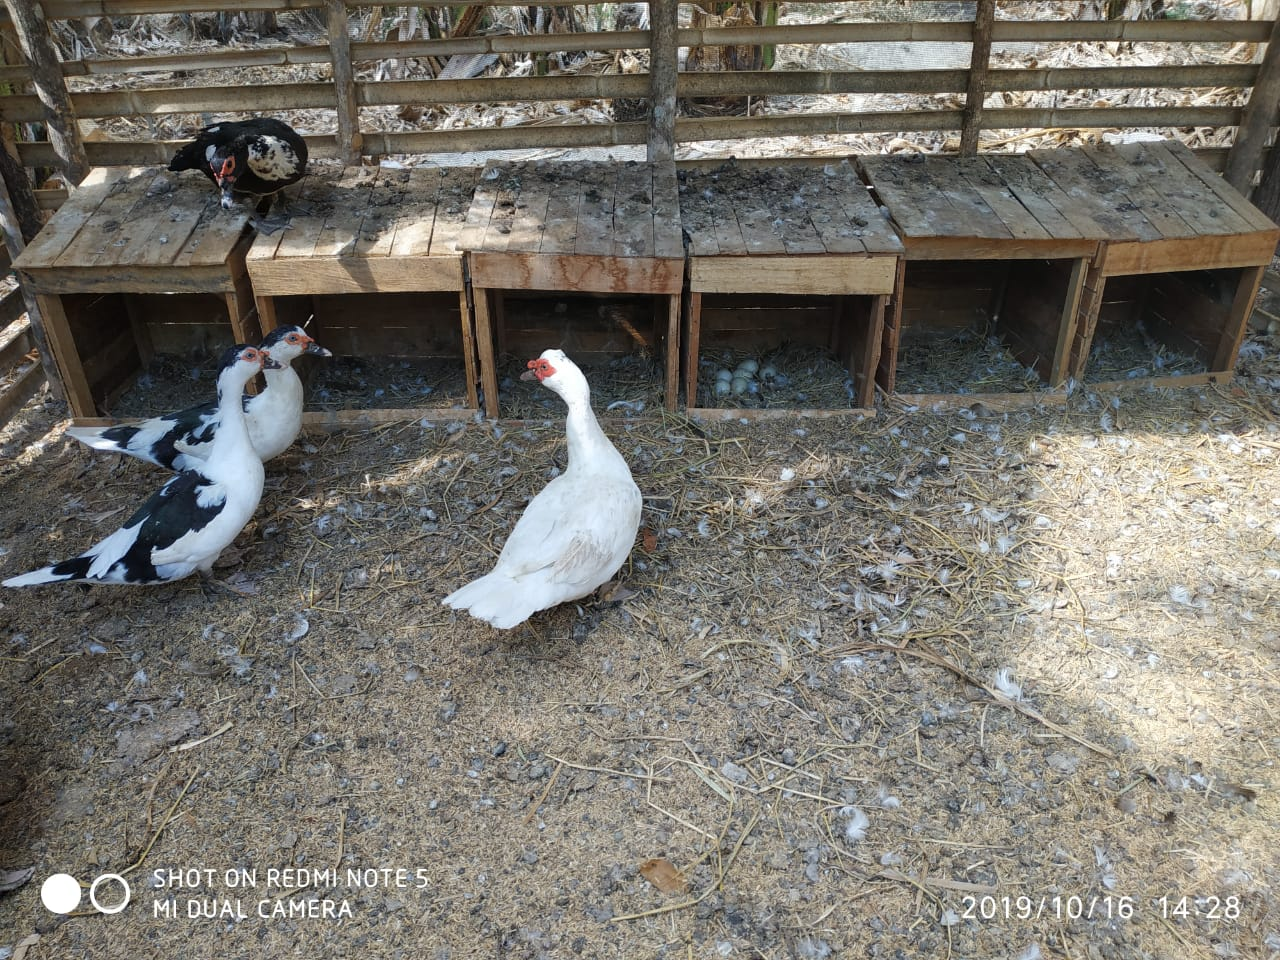 SHOT ON REDMI NOTE 5
MI DUAL CAMERA
2019/10/16 14:28